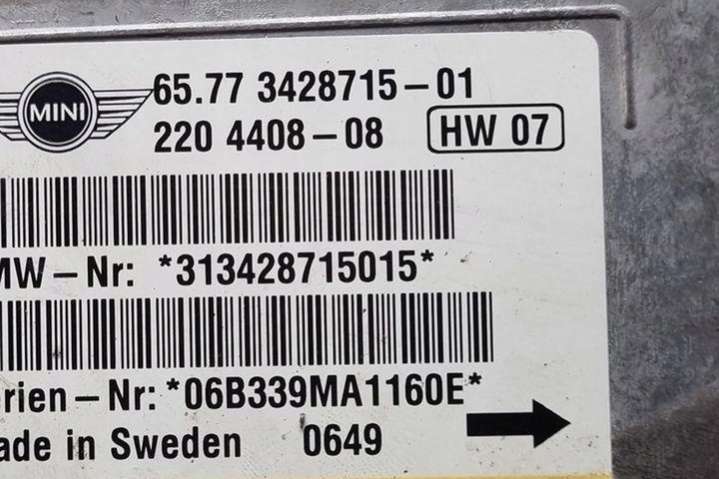 MINI 65.77 3428715-01
220 4408-08 HW 07
MW-Nr: *313428715015*
rien-Nr: *06B339MA1160E*
ade in Sweden 0649